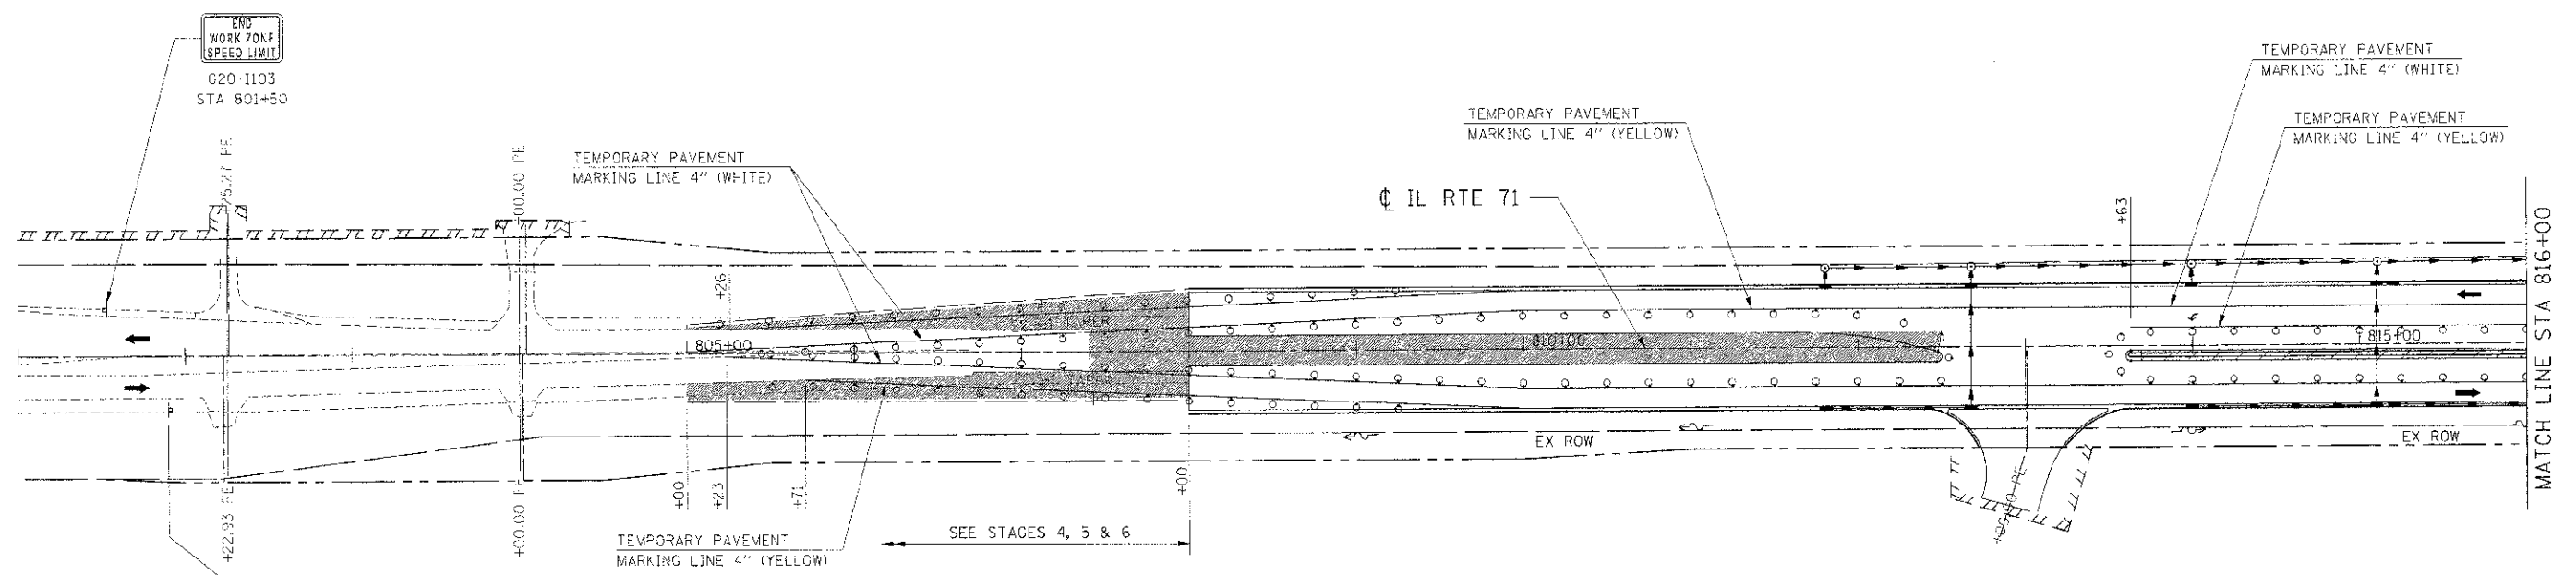 END
WORK ZONE
SPEED LIMIT
G20-1103
STA 801+50
TEMPORARY PAVEMENT
MARKING LINE 4" (WHITE)
TEMPORARY PAVEMENT
MARKING LINE 4" (YELLOW)
TEMPORARY PAVEMENT
MARKING LINE 4" (WHITE)
TEMPORARY PAVEMENT
MARKING LINE 4" (YELLOW)
℄ IL RTE 71
+00.00 PE
+26
+63
805+00
810+00
815+00
TAPER
MATCH LINE STA 816+00
EX ROW
EX ROW
+22.93 PE
+00.00 PE
+00
+23
+71
+00
SEE STAGES 4, 5 & 6
TEMPORARY PAVEMENT
MARKING LINE 4" (YELLOW)